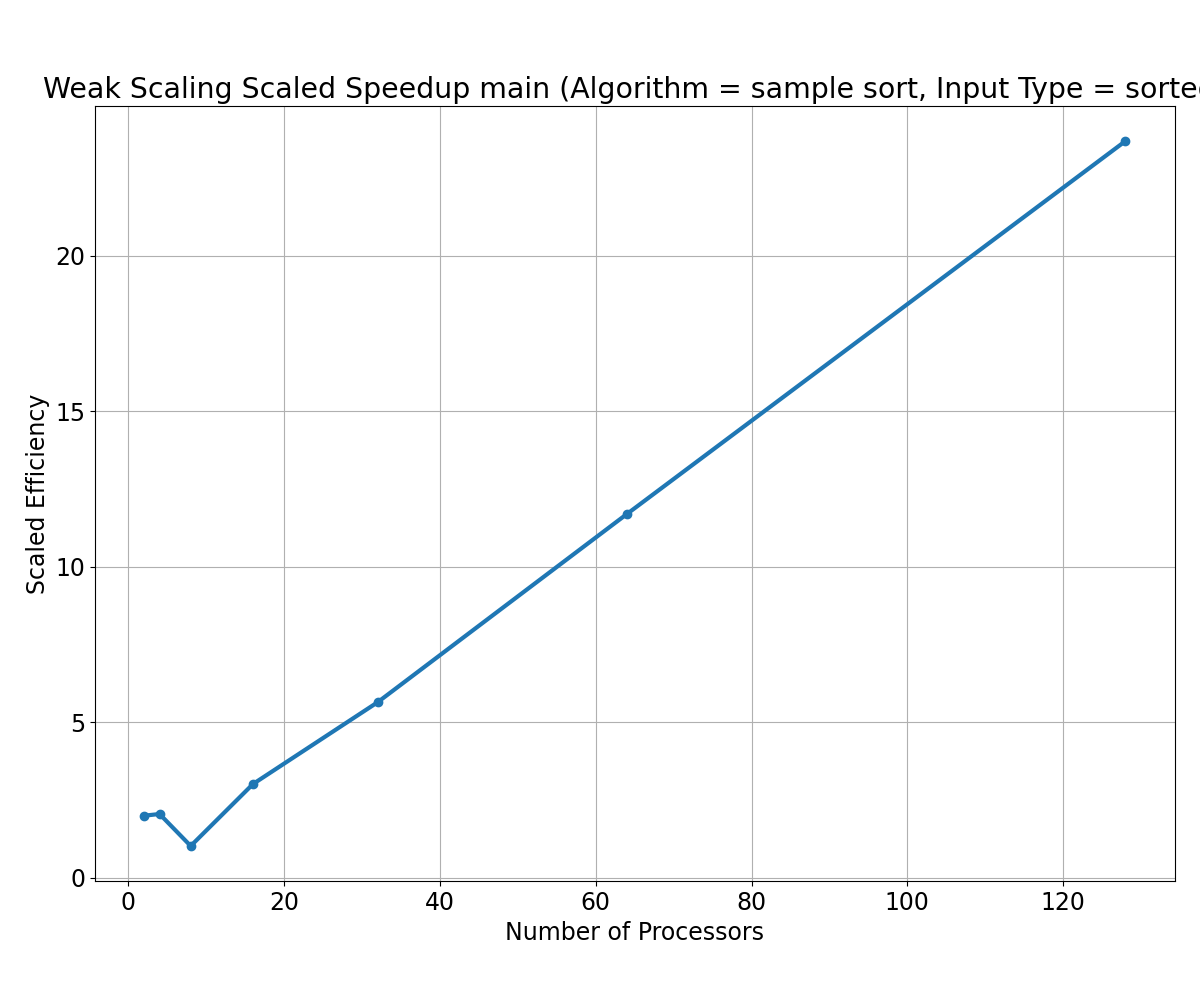 Weak Scaling Scaled Speedup main (Algorithm = sample sort, Input Type = sorte
Scaled Efficiency
20
15
10
5
0
0 20 40 60 80 100 120
Number of Processors